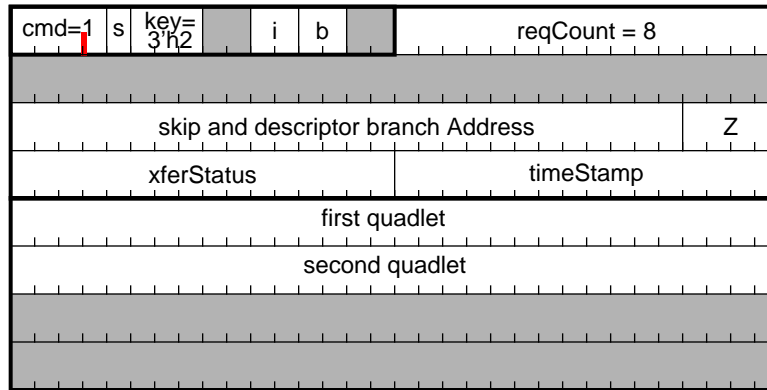 cmd=1 s key= 3'h2 i b reqCount = 8
skip and descriptor branch Address Z
xferStatus timeStamp
first quadlet
second quadlet